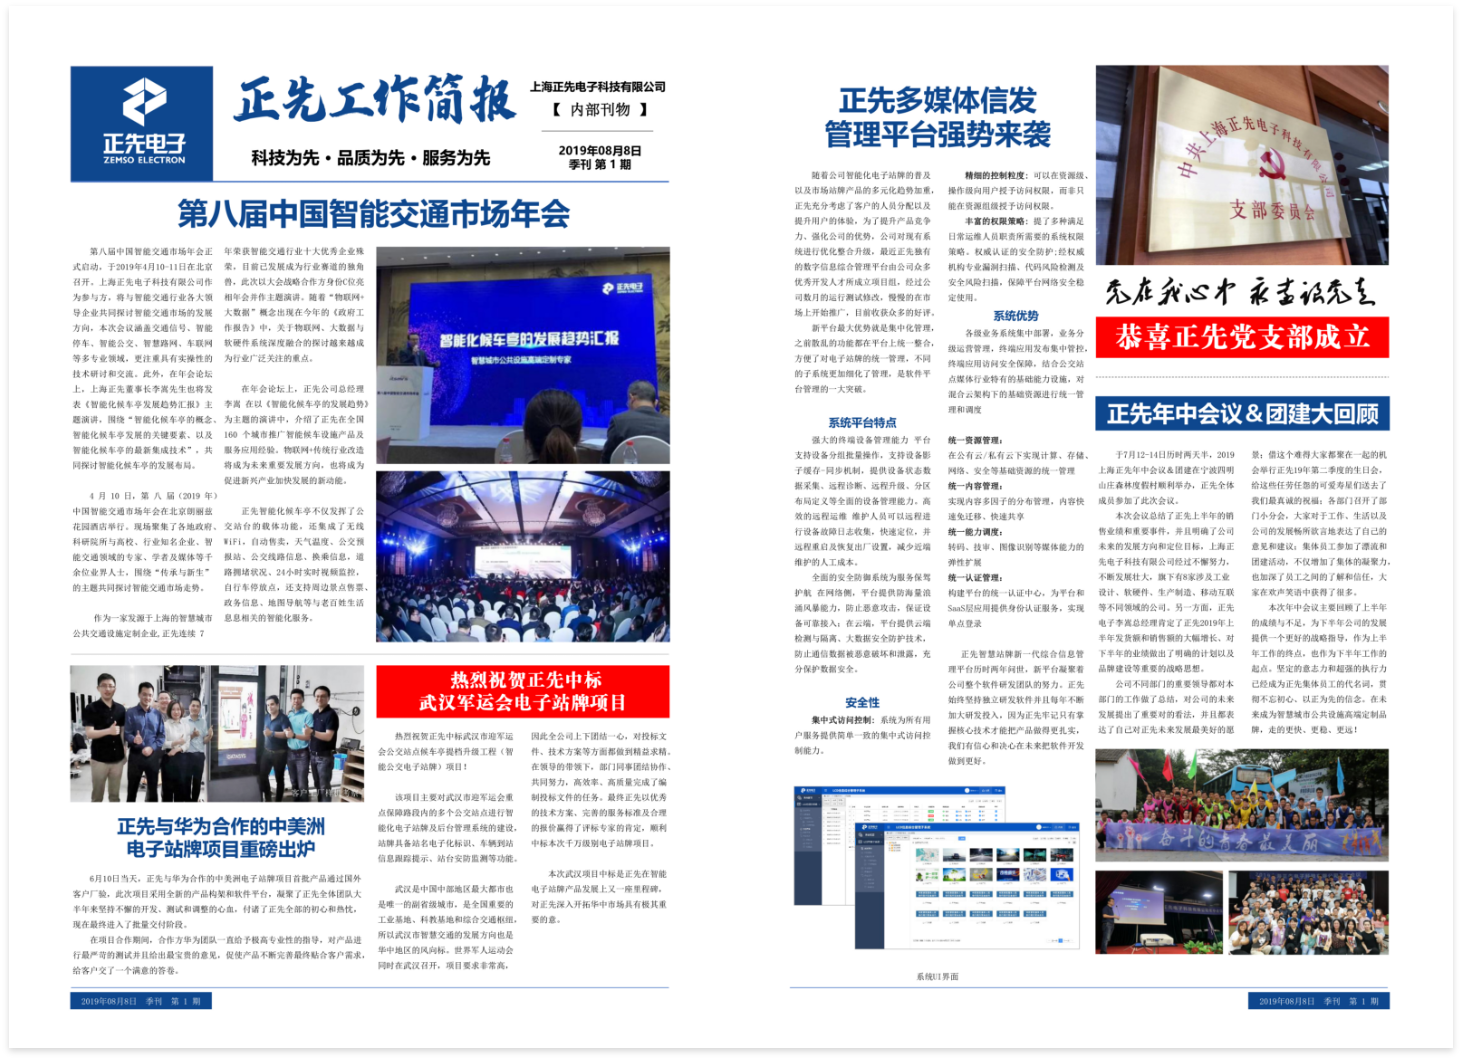 正先电子
ZEMSO ELECTRON
正先工作简报
科技为先·品质为先·服务为先
上海正先电子科技有限公司
【 内部刊物 】
2019年08月8日
季刊 第 1 期
第八届中国智能交通市场年会
第八届中国智能交通市场年会正
式启动，于2019年4月10-11日在北京
召开。上海正先电子科技有限公司作
为参与方，将与智能交通行业各大领
导企业共同探讨智能交通市场的发展
方向，本次会议涵盖交通信号、智能
停车、智能公交、智慧路网、车联网
等多专业领域，更注重具有实操性的
技术研讨和交流。此外，在年会论坛
上，上海正先董事长李嵩先生也将发
表《智能化候车亭发展趋势汇报》主
题演讲，围绕“智能化候车亭的概念、
智能化候车亭发展的关键要素、以及
智能化候车亭的最新集成技术”，共
同探讨智能化候车亭的发展布局。
4 月 10 日，第 八 届（2019 年）
中国智能交通市场年会在北京朗丽兹
花园酒店举行。现场聚集了各地政府、
科研院所与高校、行业知名企业、智
能交通领域的专家、学者及媒体等千
余位业界人士，围绕“传承与新生”
的主题共同探讨智能交通市场走势。
作为一家发源于上海的智慧城市
公共交通设施定制企业，正先连续 7
年荣获智能交通行业十大优秀企业殊
荣，目前已发展成为行业赛道的独角
兽，此次以大会战略合作方身份C位亮
相年会并作主题演讲。随着“物联网+
大数据”概念出现在今年的《政府工
作报告》中，关于物联网、大数据与
软硬件系统深度融合的探讨越来越成
为行业广泛关注的重点。
在年会论坛上，正先公司总经理
李嵩 在以《智能化候车亭的发展趋势》
为主题的演讲中，介绍了正先在全国
160 个城市推广智能候车设施产品及
服务应用经验。物联网+传统行业改造
将成为未来重要发展方向，也将成为
促进新兴产业加快发展的新动能。
正先智能化候车亭不仅发挥了公
交站台的载体功能，还集成了无线
WiFi，自动售卖，天气温度、公交预
报站、公交线路信息、换乘信息，道
路拥堵状况、24小时实时视频监控，
自行车停放点，还支持周边景点售票、
政务信息、地图导航等与老百姓生活
息息相关的智能化服务。
正先电子
智能化候车亭的发展趋势汇报
智慧城市公共设施高端定制专家
正先与华为合作的中美洲
电子站牌项目重磅出炉
6月10日当天，正先与华为合作的中美洲电子站牌项目首批产品通过国外
客户厂验，此次项目采用全新的产品构架和软件平台，凝聚了正先全体团队大
半年来坚持不懈的开发、测试和调整的心血，付诸了正先全部的初心和热忱，
现在最终进入了批量交付阶段。
在项目合作期间，合作方华为团队一直给予极高专业性的指导，对产品进
行最严苛的测试并且给出最宝贵的意见，促使产品不断完善最终贴合客户需求，
给客户交了一个满意的答卷。
热烈祝贺正先中标
武汉军运会电子站牌项目
热烈祝贺正先中标武汉市迎军运
会公交站点候车亭提档升级工程（智
能公交电子站牌）项目！
该项目主要对武汉市迎军运会重
点保障路段内的多个公交站点进行智
能化电子站牌及后台管理系统的建设，
站牌具备站名电子化标识、车辆到站
信息跟踪提示、站台安防监测等功能。
武汉是中国中部地区最大都市也
是唯一的副省级城市，是全国重要的
工业基地、科教基地和综合交通枢纽，
所以武汉市智慧交通的发展方向也是
华中地区的风向标。世界军人运动会
同时在武汉召开，项目要求非常高，
因此全公司上下团结一心，对投标文
件、技术方案等方面都做到精益求精。
在领导的带领下，部门同事团结协作，
共同努力，高效率、高质量完成了编
制投标文件的任务。最终正先以优秀
的技术方案、完善的服务标准及合理
的报价赢得了评标专家的肯定，顺利
中标本次千万级别电子站牌项目。
本次武汉项目中标是正先在智能
电子站牌产品发展上又一座里程碑，
对正先深入开拓华中市场具有极其重
要的意。
2019年08月8日 季刊 第 1 期
正先多媒体信发
管理平台强势来袭
随着公司智能化电子站牌的普及
以及市场站牌产品的多元化趋势加重，
正先充分考虑了客户的人员分配以及
提升用户的体验，为了提升产品竞争
力、强化公司的优势，公司对现有系
统进行优化整合升级，最近正先独有
的数字信息综合管理平台由公司众多
优秀开发人才所成立项目组，经过公
司数月的运行测试修改，慢慢的在市
场上开始推广，目前收获众多的好评。
新平台最大优势就是集中化管理，
之前散乱的功能都在平台上统一整合，
方便了对电子站牌的统一管理，不同
的子系统更加细化了管理，是软件平
台管理的一大突破。
系统平台特点
强大的终端设备管理能力 平台
支持设备分组批量操作，支持设备影
子缓存-同步机制，提供设备状态数
据采集、远程诊断、远程升级、分区
布局定义等全面的设备管理能力。高
效的远程运维 维护人员可以远程进
行设备故障日志收集，快速定位，并
远程重启及恢复出厂设置，减少近端
维护的人工成本。
全面的安全防御系统为服务保驾
护航 在网络侧，平台提供防海量浪
涌风暴能力，防止恶意攻击，保证设
备可靠接入；在云端，平台提供云端
检测与隔离、大数据安全防护技术，
防止通信数据被恶意破坏和泄露，充
分保护数据安全。
安全性
集中式访问控制：系统为所有用
户服务提供简单一致的集中式访问控
制能力。
精细的控制粒度：可以在资源级、
操作级向用户授予访问权限，而非只
能在资源组级授予访问权限。
丰富的权限策略：提了多种满足
日常运维人员职责所需要的系统权限
策略。权威认证的安全防护:经权威
机构专业漏洞扫描、代码风险检测及
安全风险扫描，保障平台网络安全稳
定使用。
系统优势
各级业务系统集中部署，业务分
级运营管理，终端应用发布集中管控，
终端应用访问安全保障，结合公交站
点媒体行业特有的基础能力设施，对
混合云架构下的基础资源进行统一管
理和调度
统一资源管理：
在公有云/私有云下实现计算、存储、
网络、安全等基础资源的统一管理
统一内容管理：
实现内容多因子的分布管理，内容快
速免迁移、快速共享
统一能力调度：
转码、技审、图像识别等媒体能力的
弹性扩展
统一认证管理：
构建平台的统一认证中心，为平台和
SaaS层应用提供身份认证服务，实现
单点登录
正先智慧站牌新一代综合信息管
理平台历时两年问世，新平台凝聚着
公司整个软件研发团队的努力。正先
始终坚持独立研发软件并且每年不断
加大研发投入，因为正先牢记只有掌
握核心技术才能把产品做得更扎实，
我们有信心和决心在未来把软件开发
做到更好。
系统UI界面
中共上海正先电子科技有限公司
支部委员会
党在我心中 永远跟党走
恭喜正先党支部成立
正先年中会议＆团建大回顾
于7月12-14日历时两天半，2019
上海正先年中会议＆团建在宁波四明
山庄森林度假村顺利举办，正先全体
成员参加了此次会议。
本次会议总结了正先上半年的销
售业绩和重要事件，并且明确了公司
未来的发展方向和定位目标，上海正
先电子科技有限公司经过不懈努力，
不断发展壮大，旗下有8家涉及工业
设计、软硬件、生产制造、移动互联
等不同领域的公司。另一方面，正先
电子李嵩总经理肯定了正先2019年上
半年发货额和销售额的大幅增长，对
下半年的业绩做出了明确的计划以及
品牌建设等重要的战略思想。
公司不同部门的重要领导都对本
部门的工作做了总结，对公司的未来
发展提出了重要对的看法，并且都表
达了自己对正先未来发展最美好的愿
景；借这个难得大家都聚在一起的机
会举行正先19年第二季度的生日会，
给这些任劳任怨的可爱寿星们送去了
我们最真诚的祝福；各部门召开了部
门小分会，大家对于工作、生活以及
公司的发展畅所欲言地表达了自己的
意见和建议；集体员工参加了漂流和
团建活动，不仅增加了集体的凝聚力，
也加深了员工之间的了解和信任，大
家在欢声笑语中获得了很多。
本次年中会议主要回顾了上半年
的成绩与不足，为下半年公司的发展
提供一个更好的战略指导，作为上半
年工作的终点，也作为下半年工作的
起点。坚定的意志力和超强的执行力
已经成为正先集体员工的代名词，贯
彻不忘初心、以正为先的信念。在未
来成为智慧城市公共设施高端定制品
牌，走的更快、更稳、更远！
奋斗的青春最美丽
2019年08月8日 季刊 第 1 期